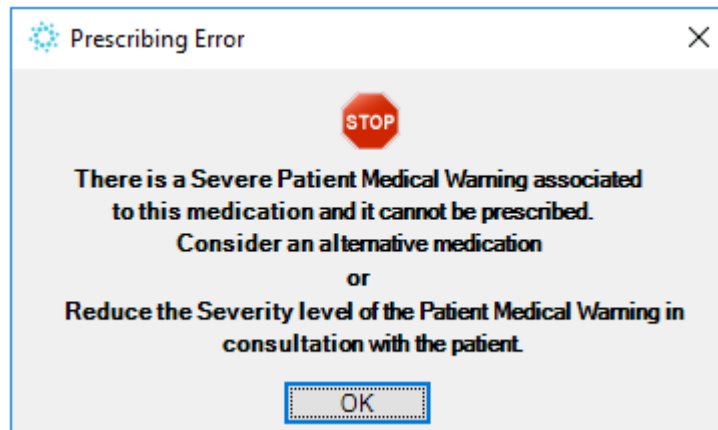 Prescribing Error
STOP
There is a Severe Patient Medical Warning associated
to this medication and it cannot be prescribed.
Consider an alternative medication
or
Reduce the Severity level of the Patient Medical Warning in
consultation with the patient.
OK